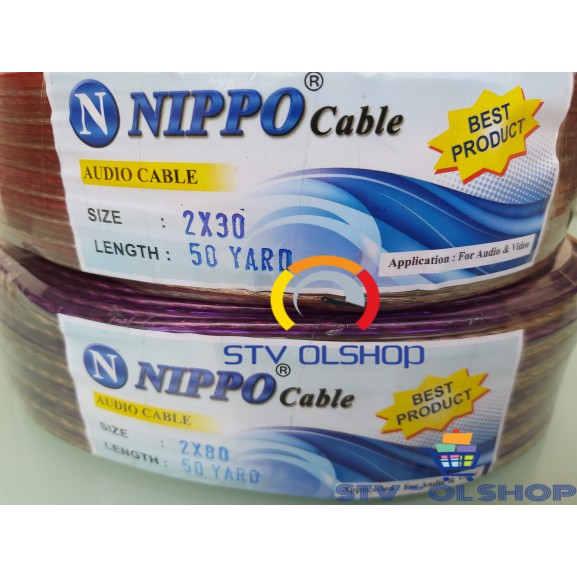 N NIPPO® Cable
BEST PRODUCT
AUDIO CABLE
SIZE : 2X30
LENGTH : 50 YARD
Application : For Audio & Video
STV OLSHOP
N NIPPO® Cable
BEST PRODUCT
AUDIO CABLE
SIZE : 2X80
LENGTH : 50 YARD
STV OLSHOP